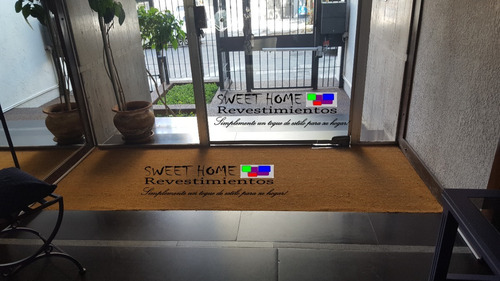 SWEET HOME
Revestimientos
Simplemente un toque de estilo para su hogar!
SWEET HOME
Revestimientos
Simplemente un toque de estilo para su hogar!